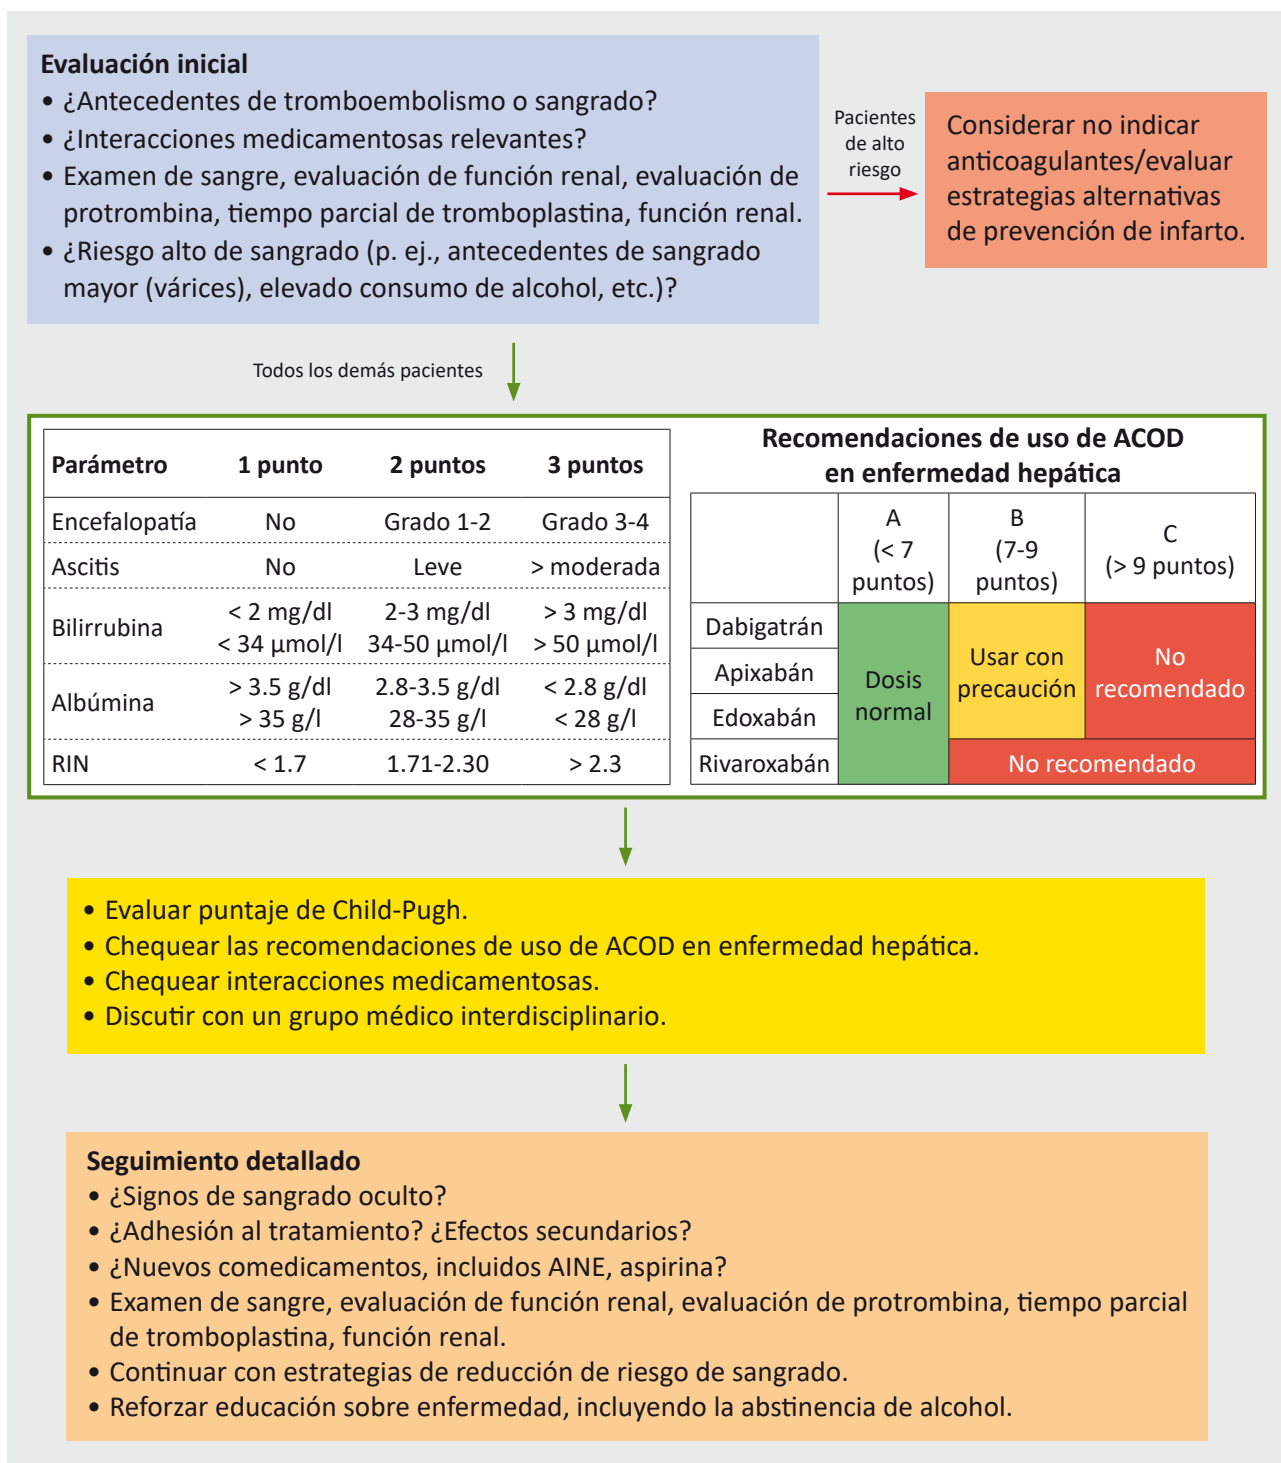 Evaluación inicial
• ¿Antecedentes de tromboembolismo o sangrado?
• ¿Interacciones medicamentosas relevantes?
• Examen de sangre, evaluación de función renal, evaluación de
protrombina, tiempo parcial de tromboplastina, función renal.
• ¿Riesgo alto de sangrado (p. ej., antecedentes de sangrado
mayor (várices), elevado consumo de alcohol, etc.)?
Pacientes
de alto
riesgo
Considerar no indicar
anticoagulantes/evaluar
estrategias alternativas
de prevención de infarto.
Todos los demás pacientes
Parámetro 1 punto 2 puntos 3 puntos
Encefalopatía No Grado 1-2 Grado 3-4
Ascitis No Leve > moderada
Bilirrubina
< 2 mg/dl 2-3 mg/dl > 3 mg/dl
< 34 µmol/l 34-50 µmol/l > 50 µmol/l
Albúmina
> 3.5 g/dl 2.8-3.5 g/dl < 2.8 g/dl
> 35 g/l 28-35 g/l < 28 g/l
RIN < 1.7 1.71-2.30 > 2.3
Recomendaciones de uso de ACOD
en enfermedad hepática
A
(< 7
puntos)
B
(7-9
puntos)
C
(> 9 puntos)
Dabigatrán
Apixabán
Edoxabán
Rivaroxabán
Dosis
normal
Usar con
precaución
No
recomendado
No recomendado
• Evaluar puntaje de Child-Pugh.
• Chequear las recomendaciones de uso de ACOD en enfermedad hepática.
• Chequear interacciones medicamentosas.
• Discutir con un grupo médico interdisciplinario.
Seguimiento detallado
• ¿Signos de sangrado oculto?
• ¿Adhesión al tratamiento? ¿Efectos secundarios?
• ¿Nuevos comedicamentos, incluidos AINE, aspirina?
• Examen de sangre, evaluación de función renal, evaluación de protrombina, tiempo parcial
de tromboplastina, función renal.
• Continuar con estrategias de reducción de riesgo de sangrado.
• Reforzar educación sobre enfermedad, incluyendo la abstinencia de alcohol.